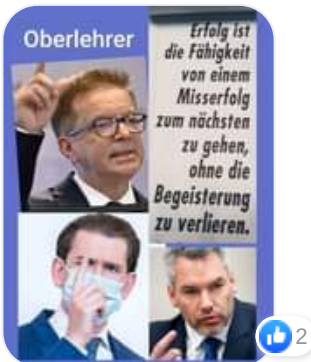 Oberlehrer
Erfolg ist
die Fähigkeit
von einem
Misserfolg
zum nächsten
zu gehen,
ohne die
Begeisterung
zu verlieren.
2